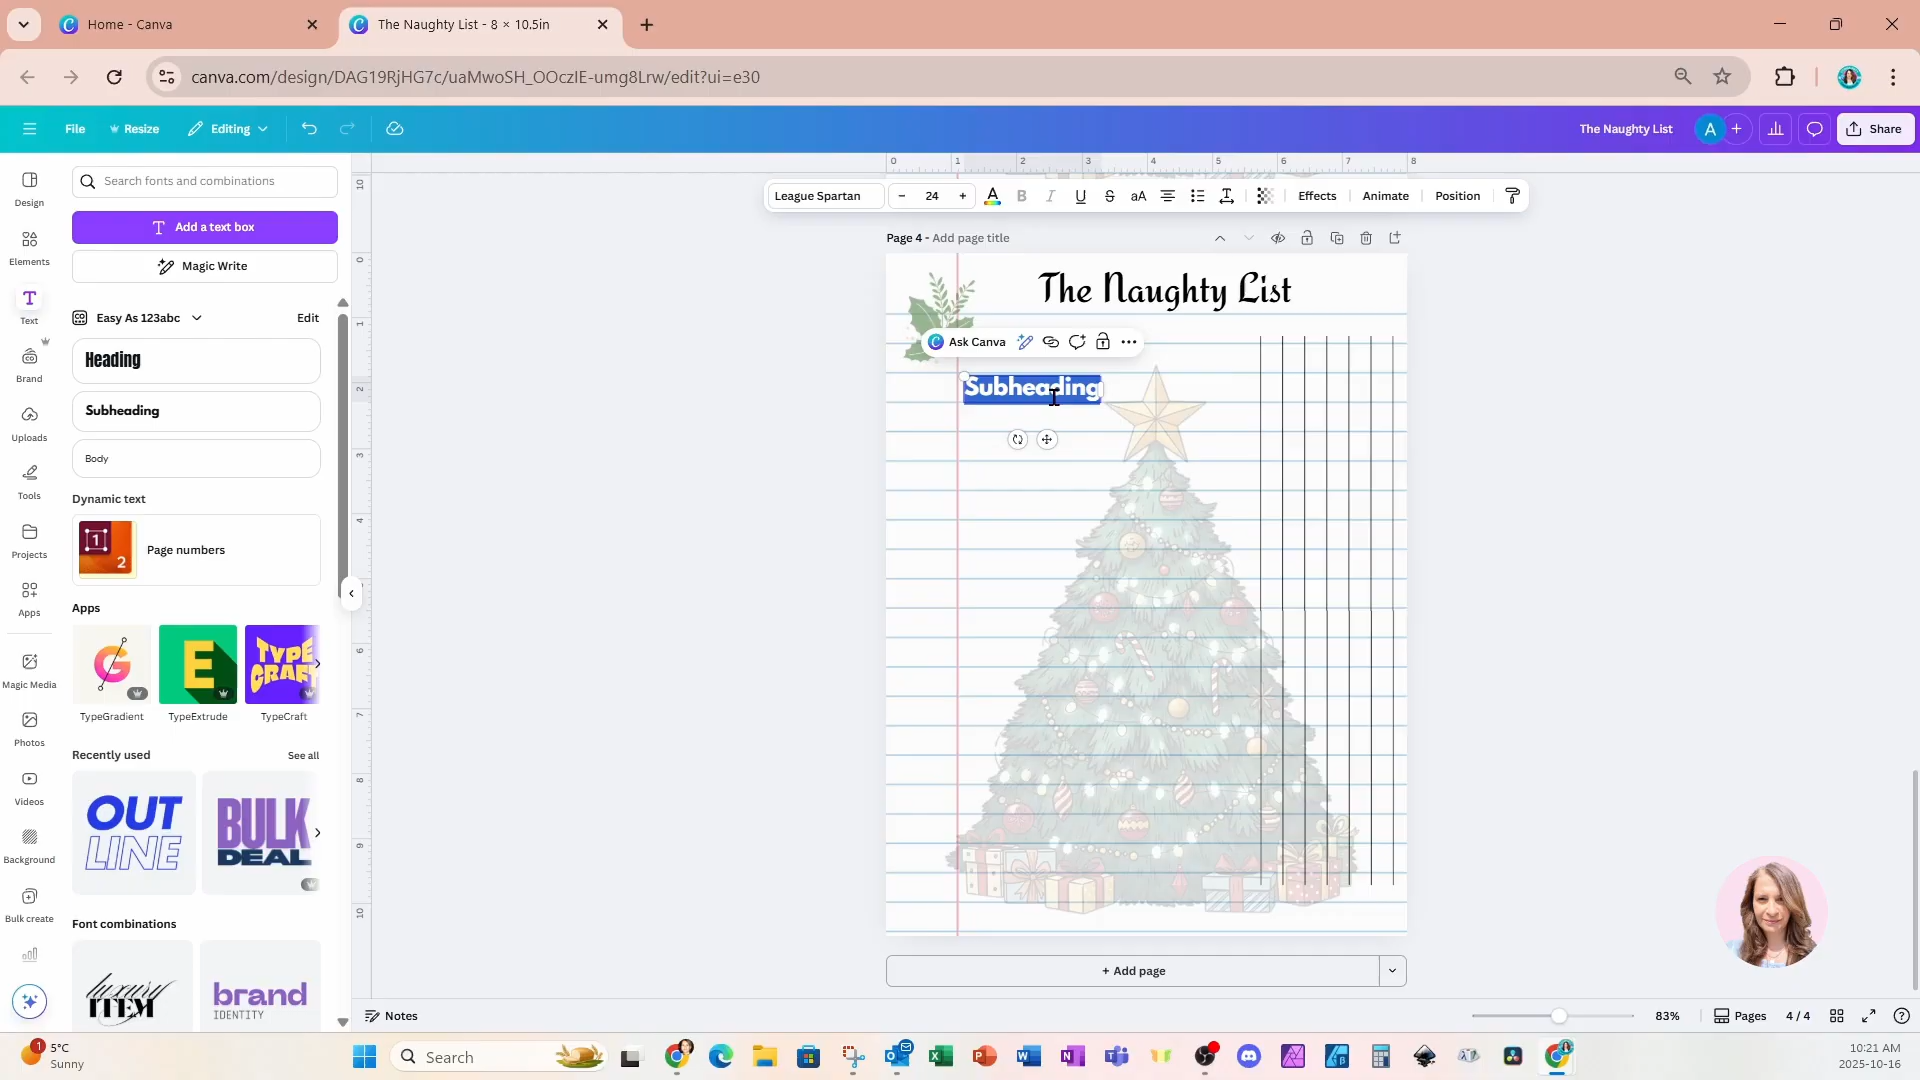 Home - Canva
The Naughty List - 8 × 10.5in
canva.com/design/DAG19RjHG7c/uaMwoSH_OOczIE-umg8Lrw/edit?ui=e30
File
Resize
Editing
The Naughty List
A
Share
Design
Elements
Text
Brand
Uploads
Tools
Projects
Apps
Magic Media
Photos
Videos
Background
Bulk create
Search fonts and combinations
Add a text box
Magic Write
Easy As 123abc
Edit
Heading
Subheading
Body
Dynamic text
Page numbers
Apps
TypeGradient
TypeExtrude
TypeCraft
Recently used
See all
OUT
LINE
BULK
DEAL
Font combinations
luxury
ITEM
brand
IDENTITY
League Spartan
24
Effects
Animate
Position
Page 4 - Add page title
The Naughty List
Ask Canva
Subheading
+ Add page
Notes
83%
Pages
4 / 4
5°C
Sunny
Search
10:21 AM
2025-10-16